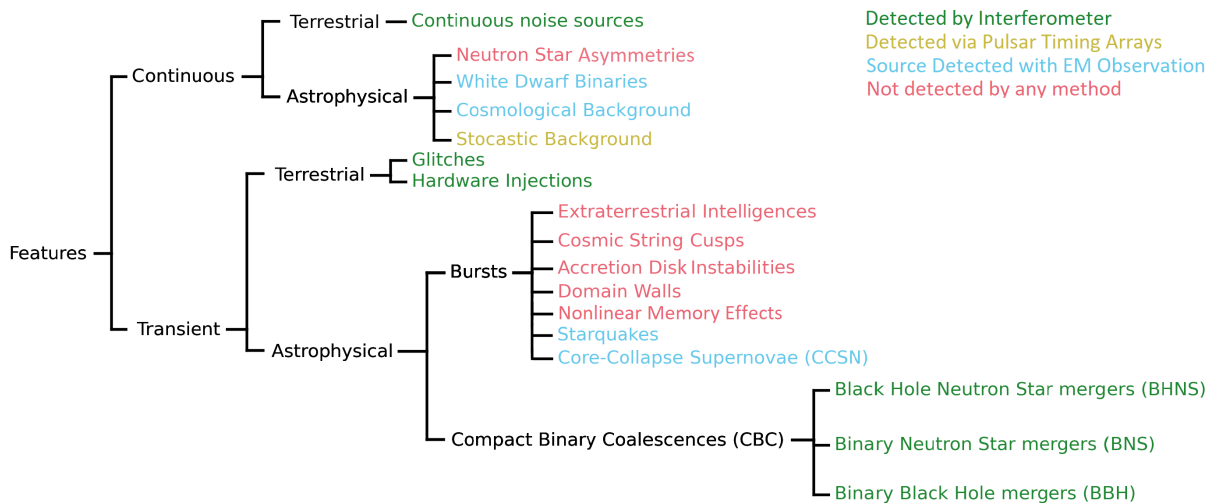 Detected by Interferometer
Detected via Pulsar Timing Arrays
Source Detected with EM Observation
Not detected by any method
Features
Continuous
Terrestrial
Continuous noise sources
Astrophysical
Neutron Star Asymmetries
White Dwarf Binaries
Cosmological Background
Stocastic Background
Transient
Terrestrial
Glitches
Hardware Injections
Astrophysical
Bursts
Extraterrestrial Intelligences
Cosmic String Cusps
Accretion Disk Instabilities
Domain Walls
Nonlinear Memory Effects
Starquakes
Core-Collapse Supernovae (CCSN)
Compact Binary Coalescences (CBC)
Black Hole Neutron Star mergers (BHNS)
Binary Neutron Star mergers (BNS)
Binary Black Hole mergers (BBH)